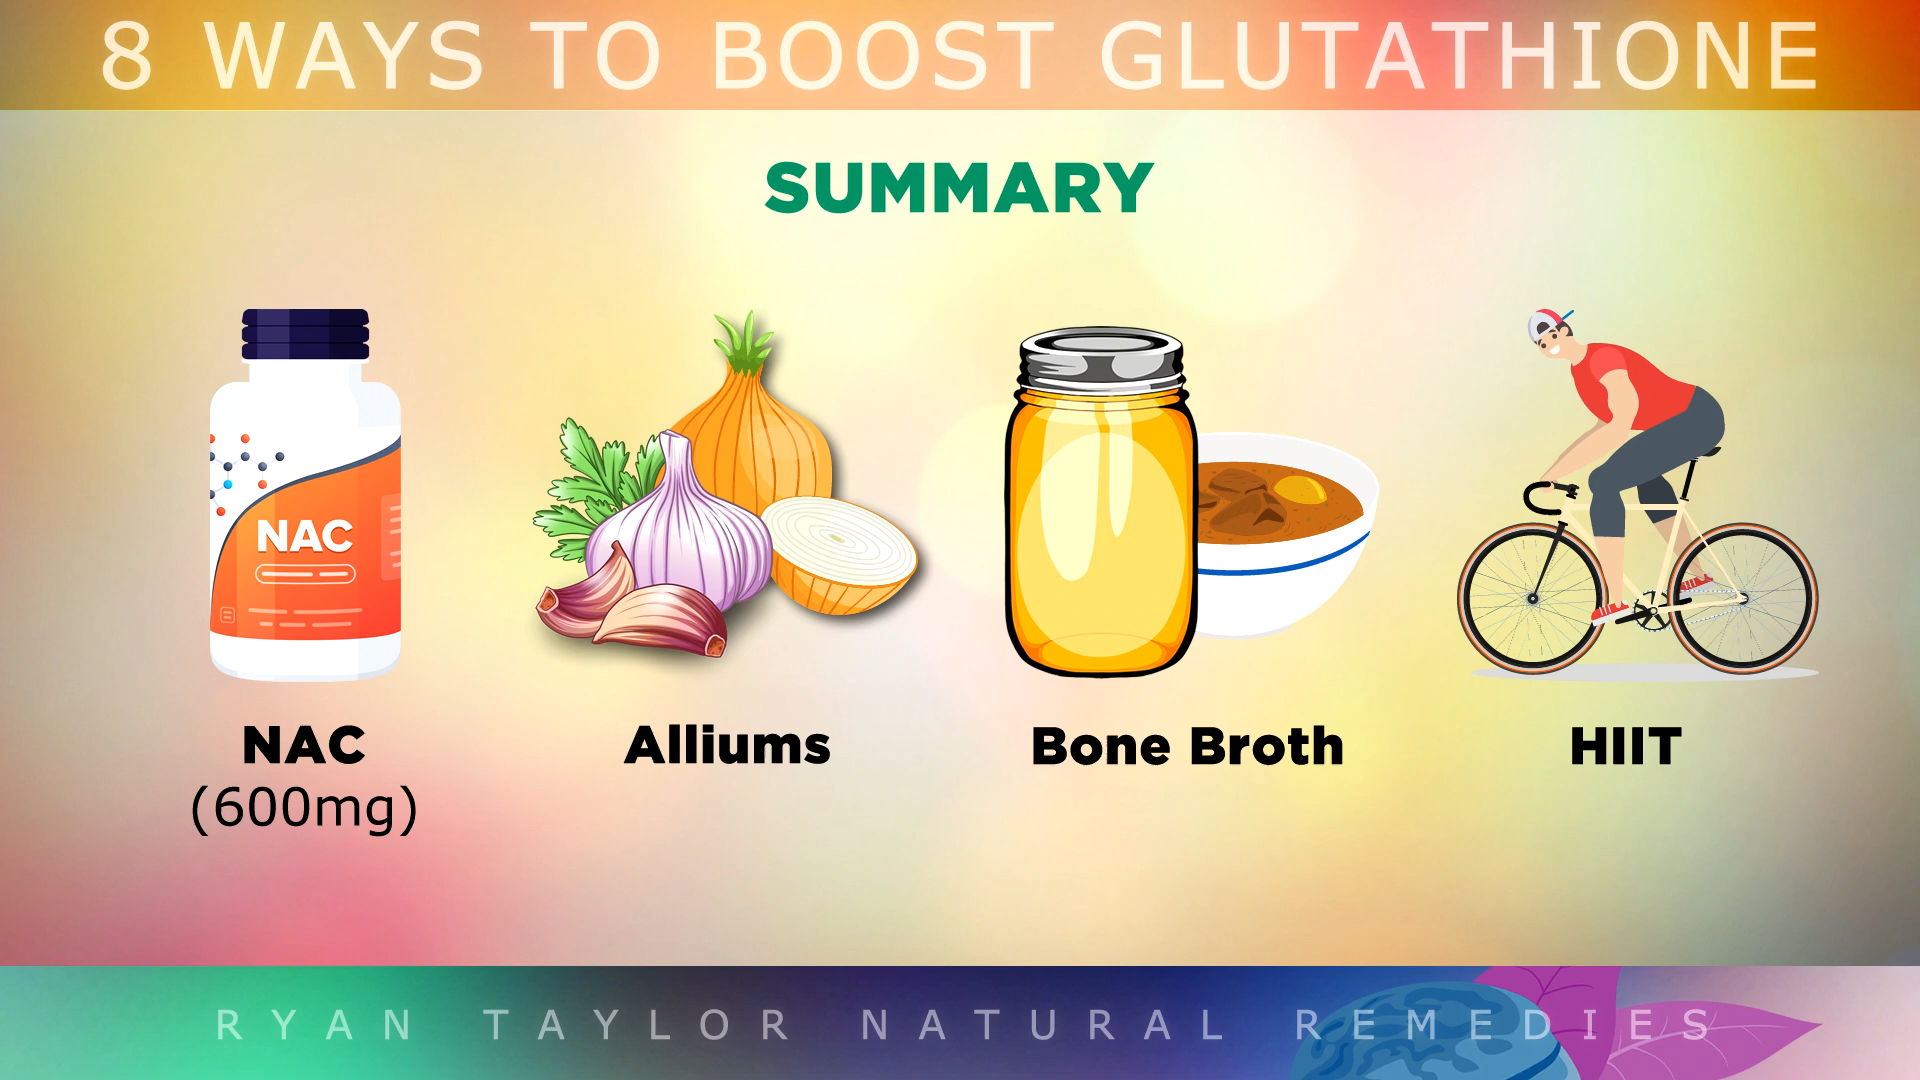 8 WAYS TO BOOST GLUTATHIONE
SUMMARY
NAC
NAC
(600mg)
Alliums
Bone Broth
HIIT
RYAN TAYLOR NATURAL REMEDIES